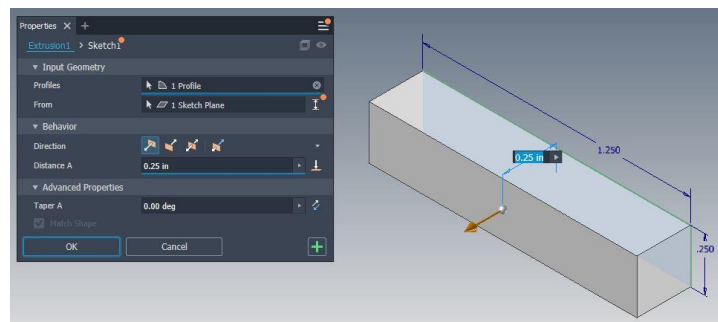 Properties × +
Extrusion1 > Sketch1
Input Geometry
Profiles 1 Profile
From 1 Sketch Plane
Behavior
Direction
Distance A 0.25 in
Advanced Properties
Taper A 0.00 deg
Match Shape
OK Cancel +
1.250
0.25 in
.250